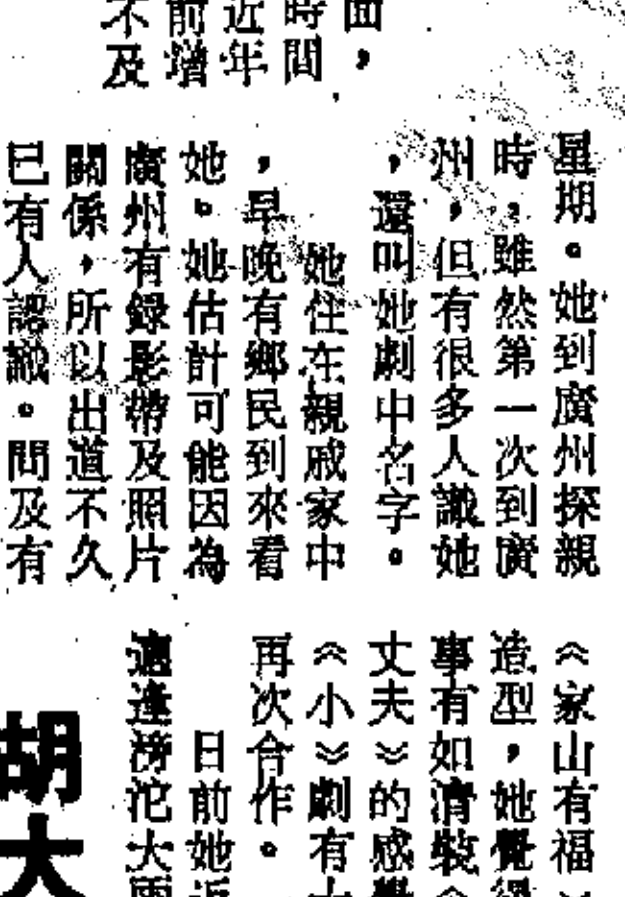 面，
時間
近年
前增
不及
星期。她到廣州探親
時，雖然第一次到廣
州，但有很多人識她
，還叫她劇中名字。
她住在親戚家中
，早晚有鄉民到來看
她。她估計可能因為
廣州有錄影帶及照片
關係，所以出道不久
已有人認識。問及有
《家山有福
造型，她覺得
事有如清裝《
丈夫》的感覺
《小》劇有
再次合作。
日前她返
適逢滂沱大雨
胡大